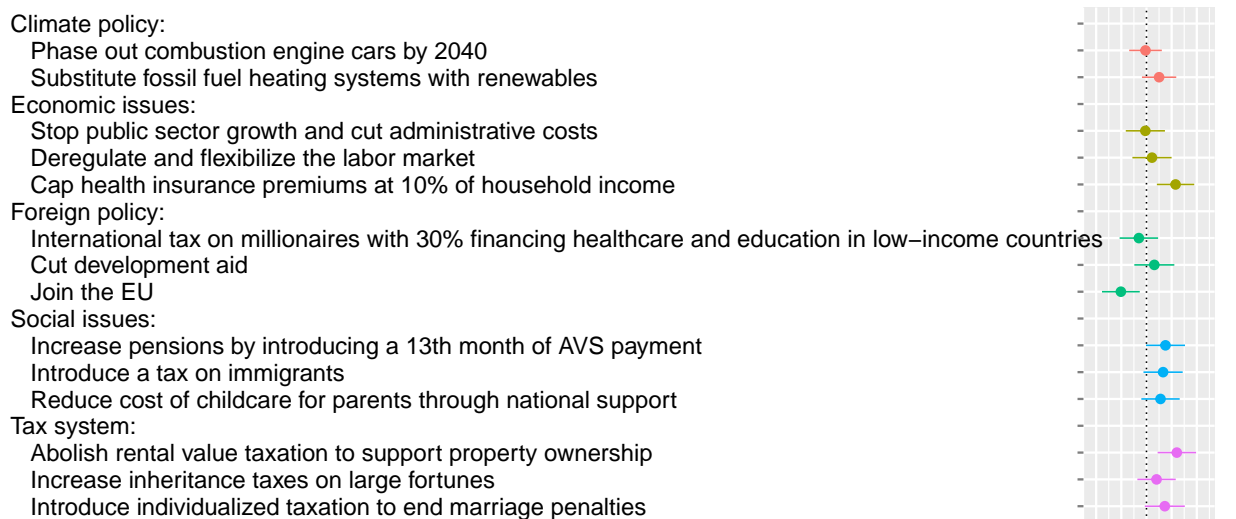 Climate policy:
Phase out combustion engine cars by 2040
Substitute fossil fuel heating systems with renewables
Economic issues:
Stop public sector growth and cut administrative costs
Deregulate and flexibilize the labor market
Cap health insurance premiums at 10% of household income
Foreign policy:
International tax on millionaires with 30% financing healthcare and education in low−income countries
Cut development aid
Join the EU
Social issues:
Increase pensions by introducing a 13th month of AVS payment
Introduce a tax on immigrants
Reduce cost of childcare for parents through national support
Tax system:
Abolish rental value taxation to support property ownership
Increase inheritance taxes on large fortunes
Introduce individualized taxation to end marriage penalties